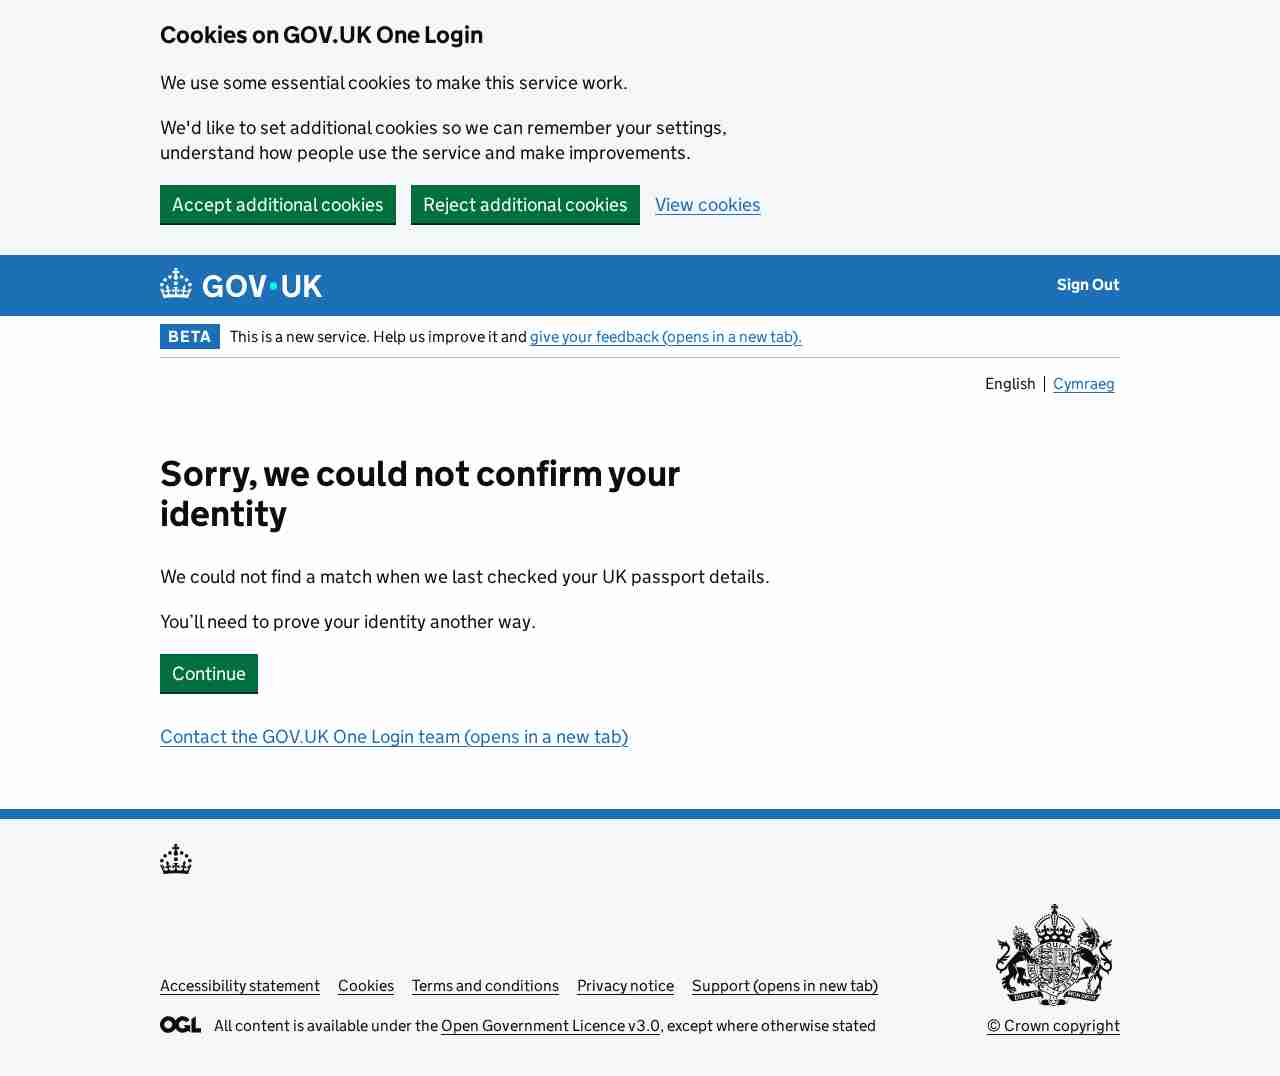 Cookies on GOV.UK One Login
We use some essential cookies to make this service work.
We'd like to set additional cookies so we can remember your settings,
understand how people use the service and make improvements.
Accept additional cookies Reject additional cookies View cookies
GOV·UK Sign Out
BETA This is a new service. Help us improve it and give your feedback (opens in a new tab).
English Cymraeg
Sorry, we could not confirm your
identity
We could not find a match when we last checked your UK passport details.
You’ll need to prove your identity another way.
Continue
Contact the GOV.UK One Login team (opens in a new tab)
Accessibility statement Cookies Terms and conditions Privacy notice Support (opens in new tab)
OGL All content is available under the Open Government Licence v3.0, except where otherwise stated
© Crown copyright